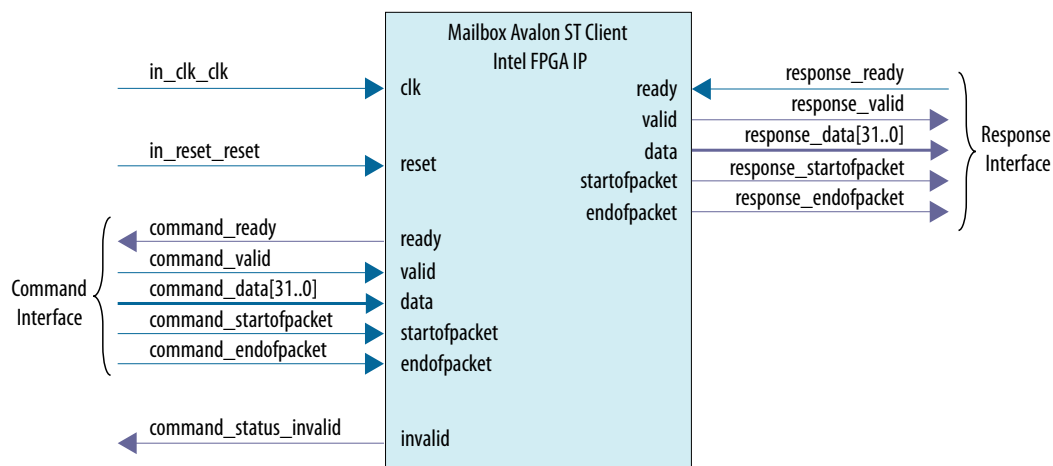 Mailbox Avalon ST Client
Intel FPGA IP
in_clk_clk
clk
in_reset_reset
reset
Command
Interface
command_ready
ready
command_valid
valid
command_data[31..0]
data
command_startofpacket
startofpacket
command_endofpacket
endofpacket
command_status_invalid
invalid
ready
response_ready
valid
response_valid
data
response_data[31..0]
startofpacket
response_startofpacket
endofpacket
response_endofpacket
Response
Interface